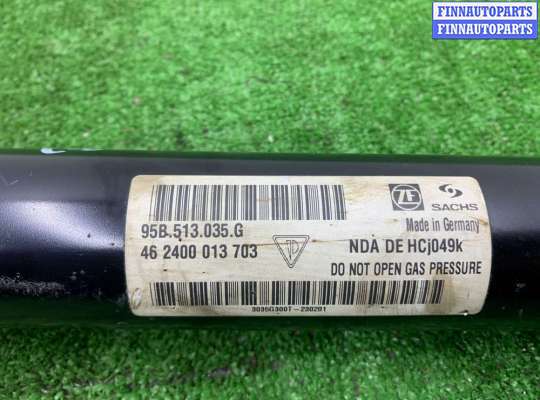 FINNAUTOPARTS
FINNAUTOPARTS
ZF
SACHS
Made in Germany
95B.513.035.G
46 2400 013 703
NDA DE HCj049k
DO NOT OPEN GAS PRESSURE